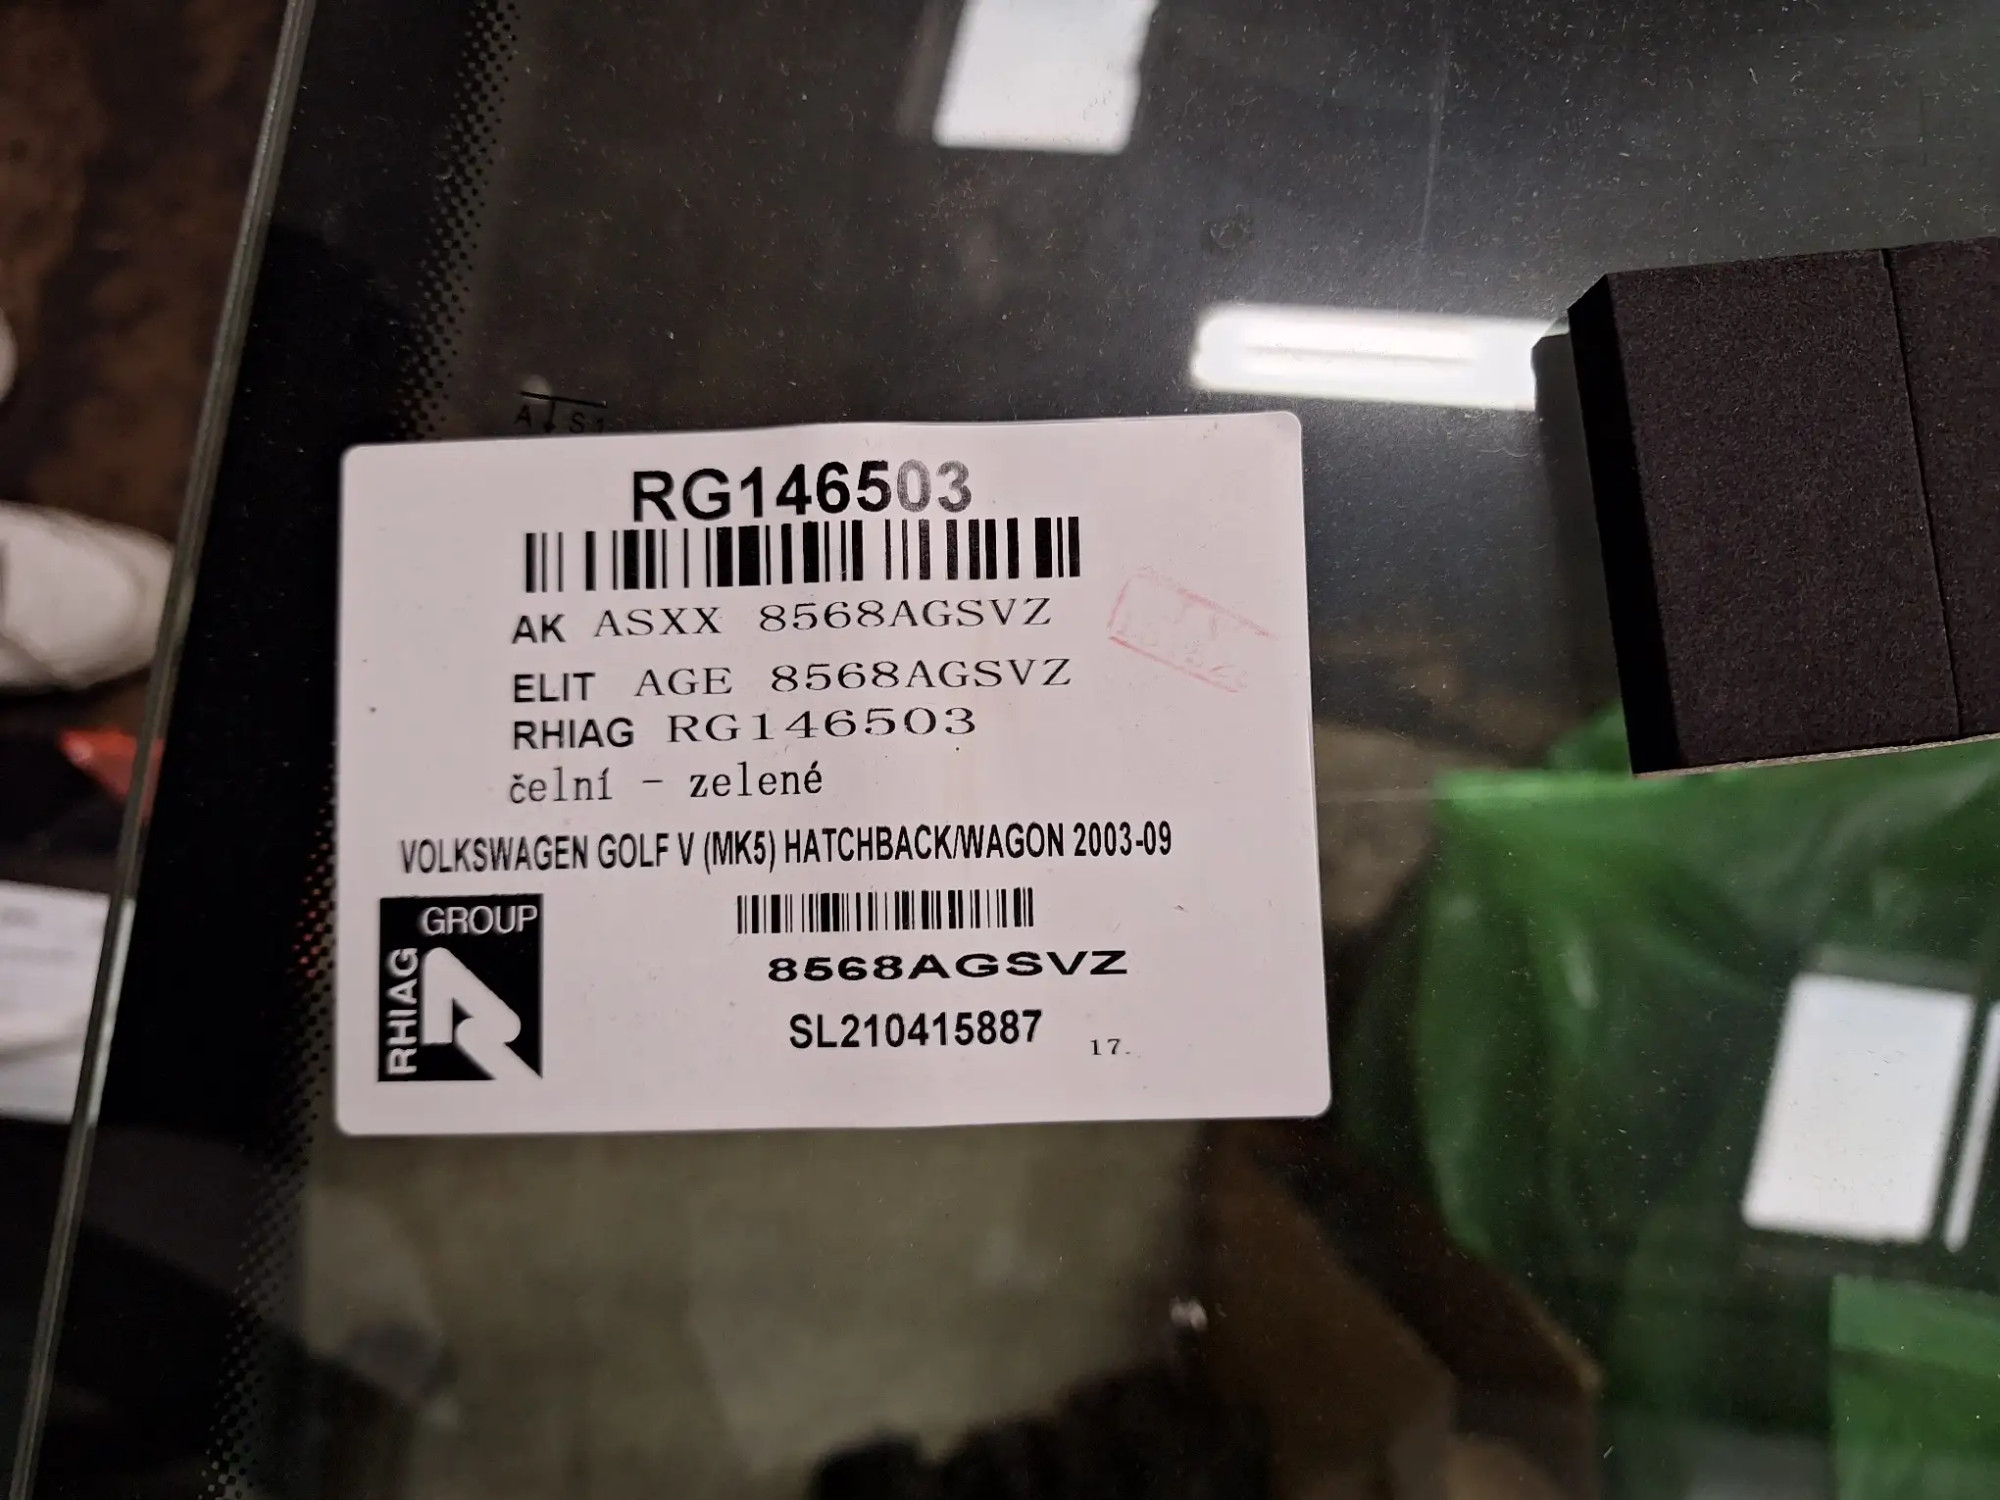 A S1
RG146503
AK ASXX 8568AGSVZ
ELIT AGE 8568AGSVZ
RHIAG RG146503
čelní - zelené
VOLKSWAGEN GOLF V (MK5) HATCHBACK/WAGON 2003-09
GROUP
RHIAG
8568AGSVZ
SL210415887
17.